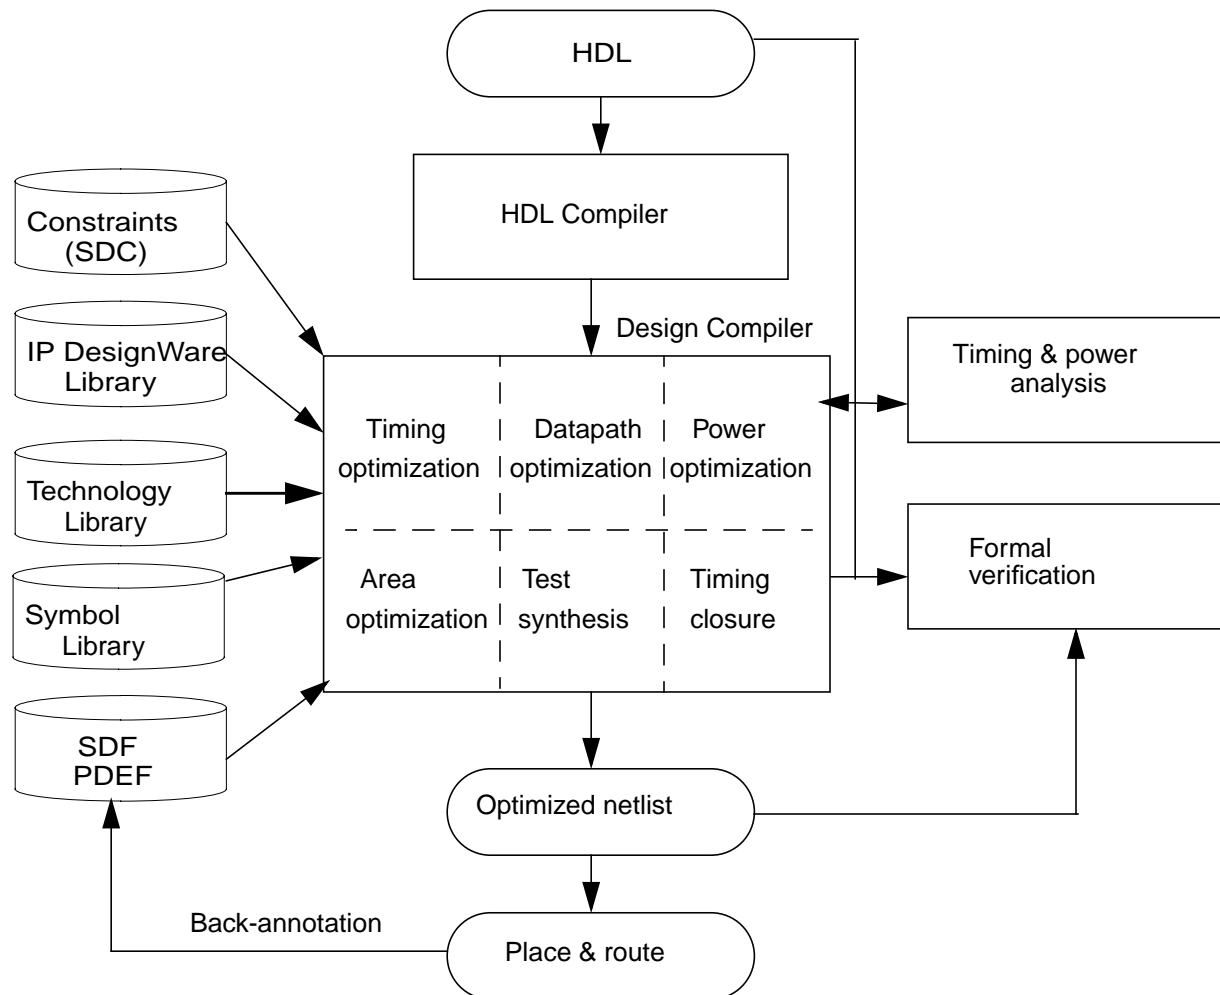 HDL
HDL Compiler
Constraints
(SDC)
IP DesignWare
Library
Technology
Library
Symbol
Library
SDF
PDEF
Design Compiler
Timing
optimization
Datapath
optimization
Power
optimization
Area
optimization
Test
synthesis
Timing
closure
Timing & power
analysis
Formal
verification
Optimized netlist
Back-annotation
Place & route